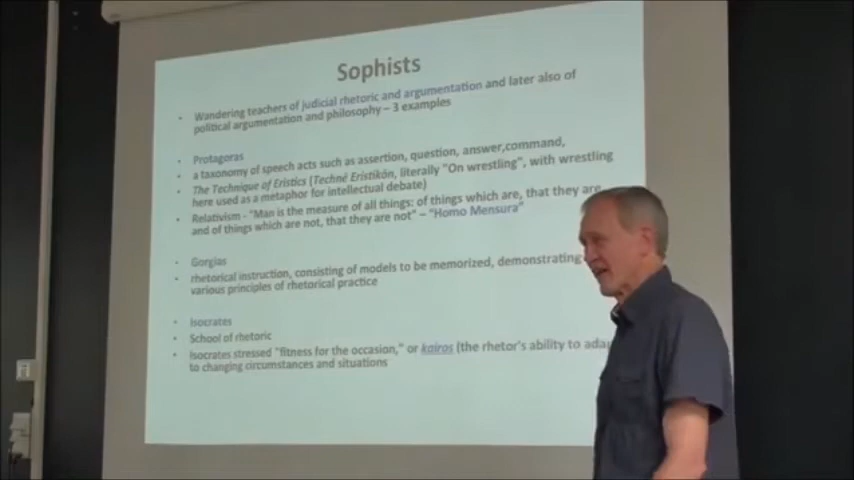 Sophists
• Wandering teachers of judicial rhetoric and argumentation and later also of
political argumentation and philosophy – 3 examples
• Protagoras
• a taxonomy of speech acts such as assertion, question, answer,command,
• The Technique of Eristics (Techné Eristikón, literally "On wrestling", with wrestling
here used as a metaphor for intellectual debate)
• Relativism - "Man is the measure of all things: of things which are, that they are
and of things which are not, that they are not" – "Homo Mensura"
• Gorgias
• rhetorical instruction, consisting of models to be memorized, demonstrating
various principles of rhetorical practice
• Isocrates
• School of rhetoric
• Isocrates stressed "fitness for the occasion," or kairos (the rhetor's ability to
to changing circumstances and situations